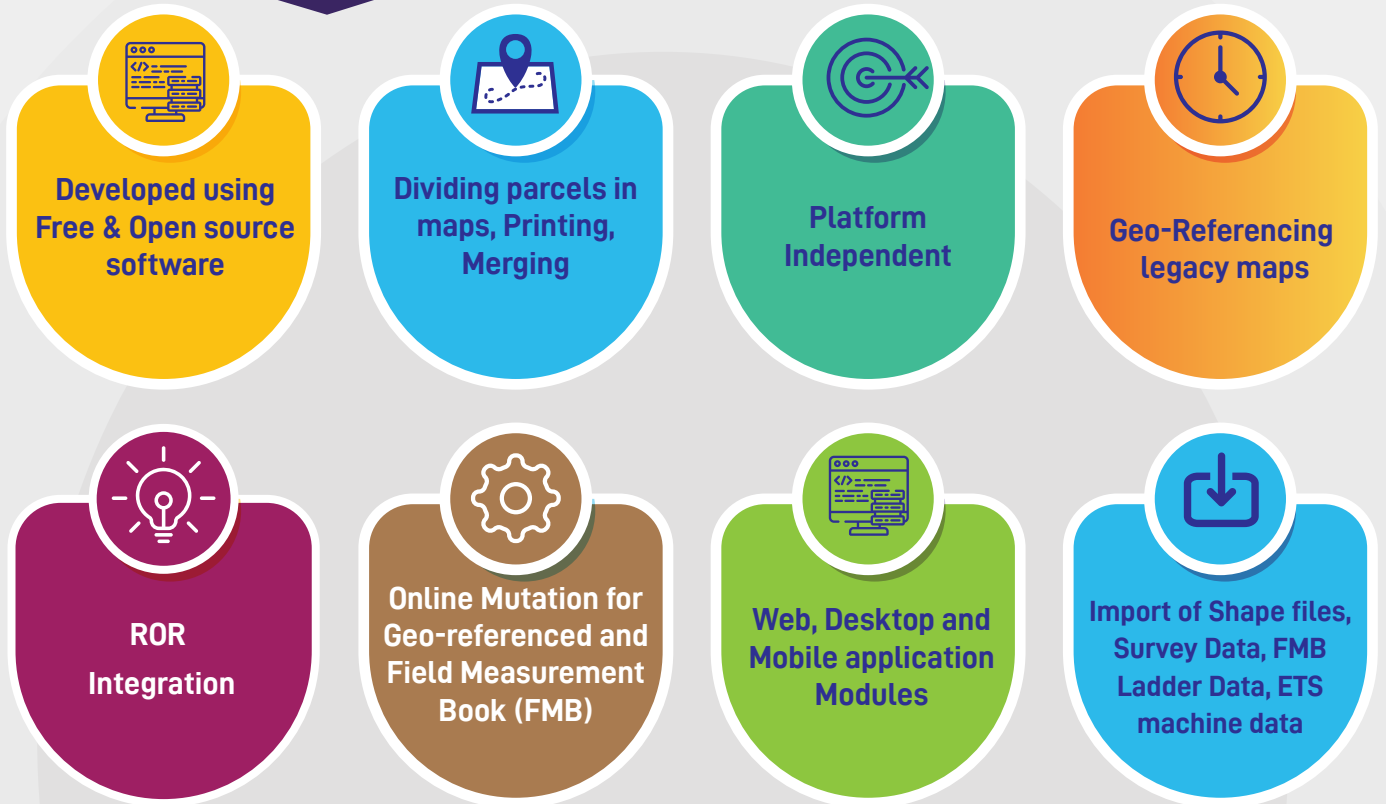 Developed using
Free & Open source
software
Dividing parcels in
maps, Printing,
Merging
Platform
Independent
Geo-Referencing
legacy maps
ROR
Integration
Online Mutation for
Geo-referenced and
Field Measurement
Book (FMB)
Web, Desktop and
Mobile application
Modules
Import of Shape files,
Survey Data, FMB
Ladder Data, ETS
machine data